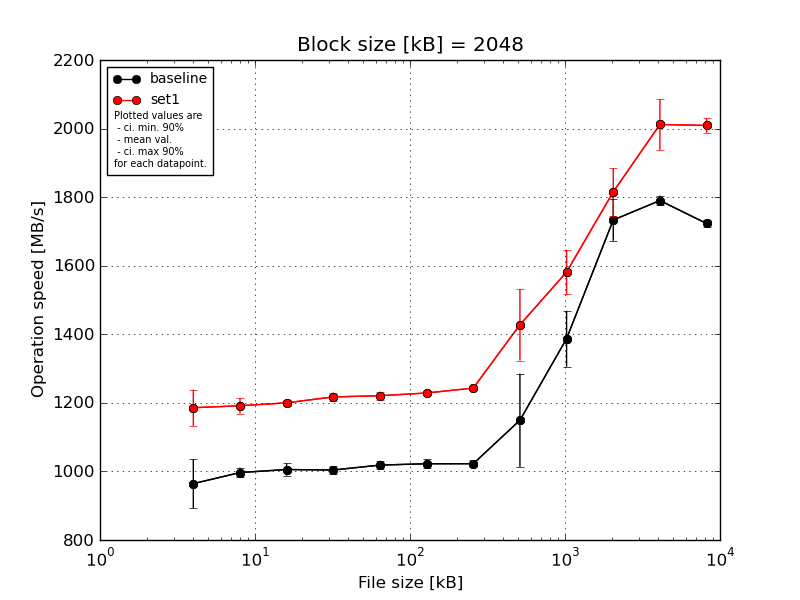 Block size [kB] = 2048
2200
2000
1800
1600
1400
1200
1000
800
Operation speed [MB/s]
baseline
set1
Plotted values are
- ci. min. 90%
- mean val.
- ci. max 90%
for each datapoint.
10⁰ 10¹ 10² 10³ 10⁴
File size [kB]